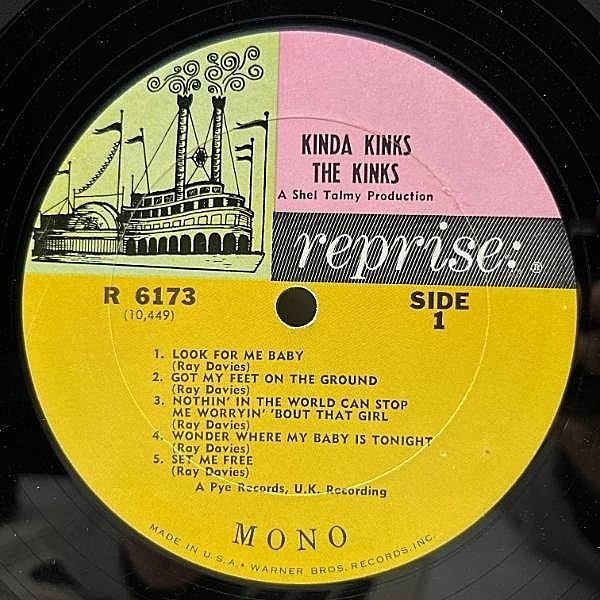 KINDA KINKS
THE KINKS
A Shel Talmy Production
reprise: ®
R 6173
(10,449)
SIDE
1
1. LOOK FOR ME BABY
(Ray Davies)
2. GOT MY FEET ON THE GROUND
(Ray Davies)
3. NOTHIN' IN THE WORLD CAN STOP
ME WORRYIN' 'BOUT THAT GIRL
(Ray Davies)
4. WONDER WHERE MY BABY IS TONIGHT
(Ray Davies)
5. SET ME FREE
(Ray Davies)
A Pye Records, U.K. Recording
MONO
MADE IN U.S.A. • WARNER BROS. RECORDS, INC.